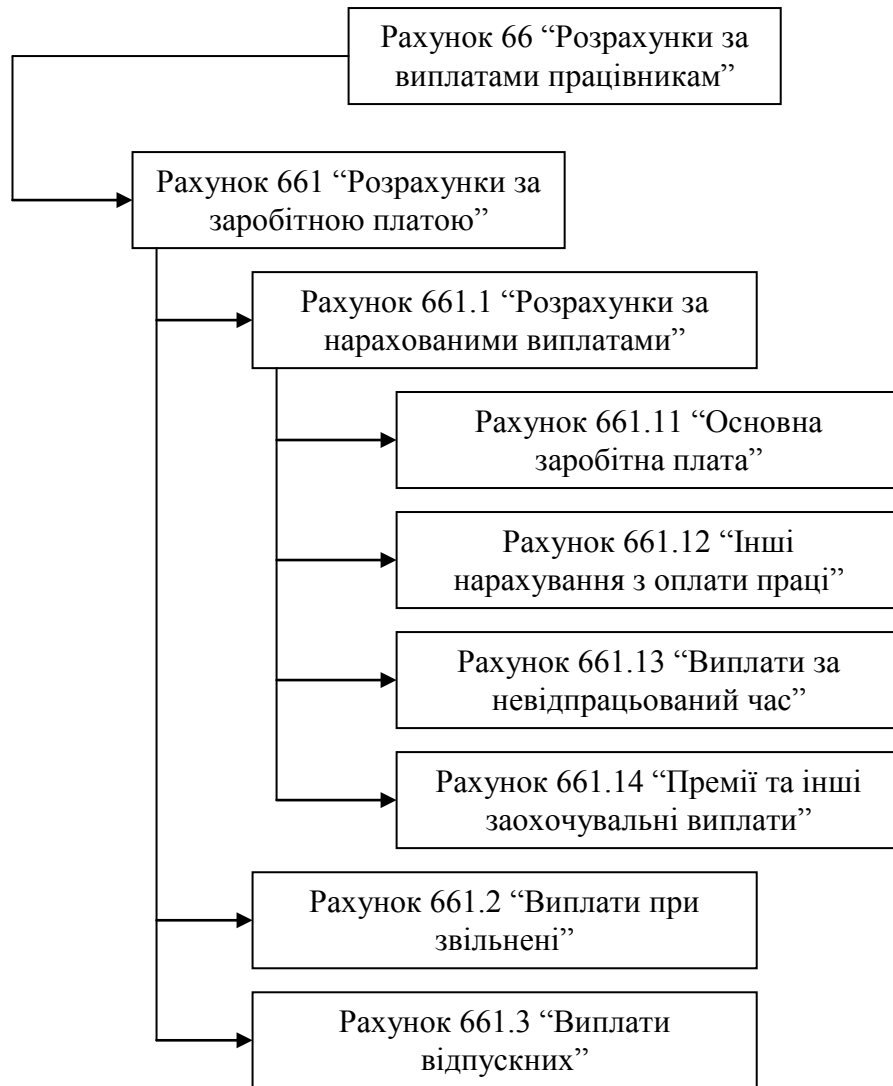 Рахунок 66 “Розрахунки за
виплатами працівникам”
Рахунок 661 “Розрахунки за
заробітною платою”
Рахунок 661.1 “Розрахунки за
нарахованими виплатами”
Рахунок 661.11 “Основна
заробітна плата”
Рахунок 661.12 “Інші
нарахування з оплати праці”
Рахунок 661.13 “Виплати за
невідпрацьований час”
Рахунок 661.14 “Премії та інші
заохочувальні виплати”
Рахунок 661.2 “Виплати при
звільнені”
Рахунок 661.3 “Виплати
відпускних”